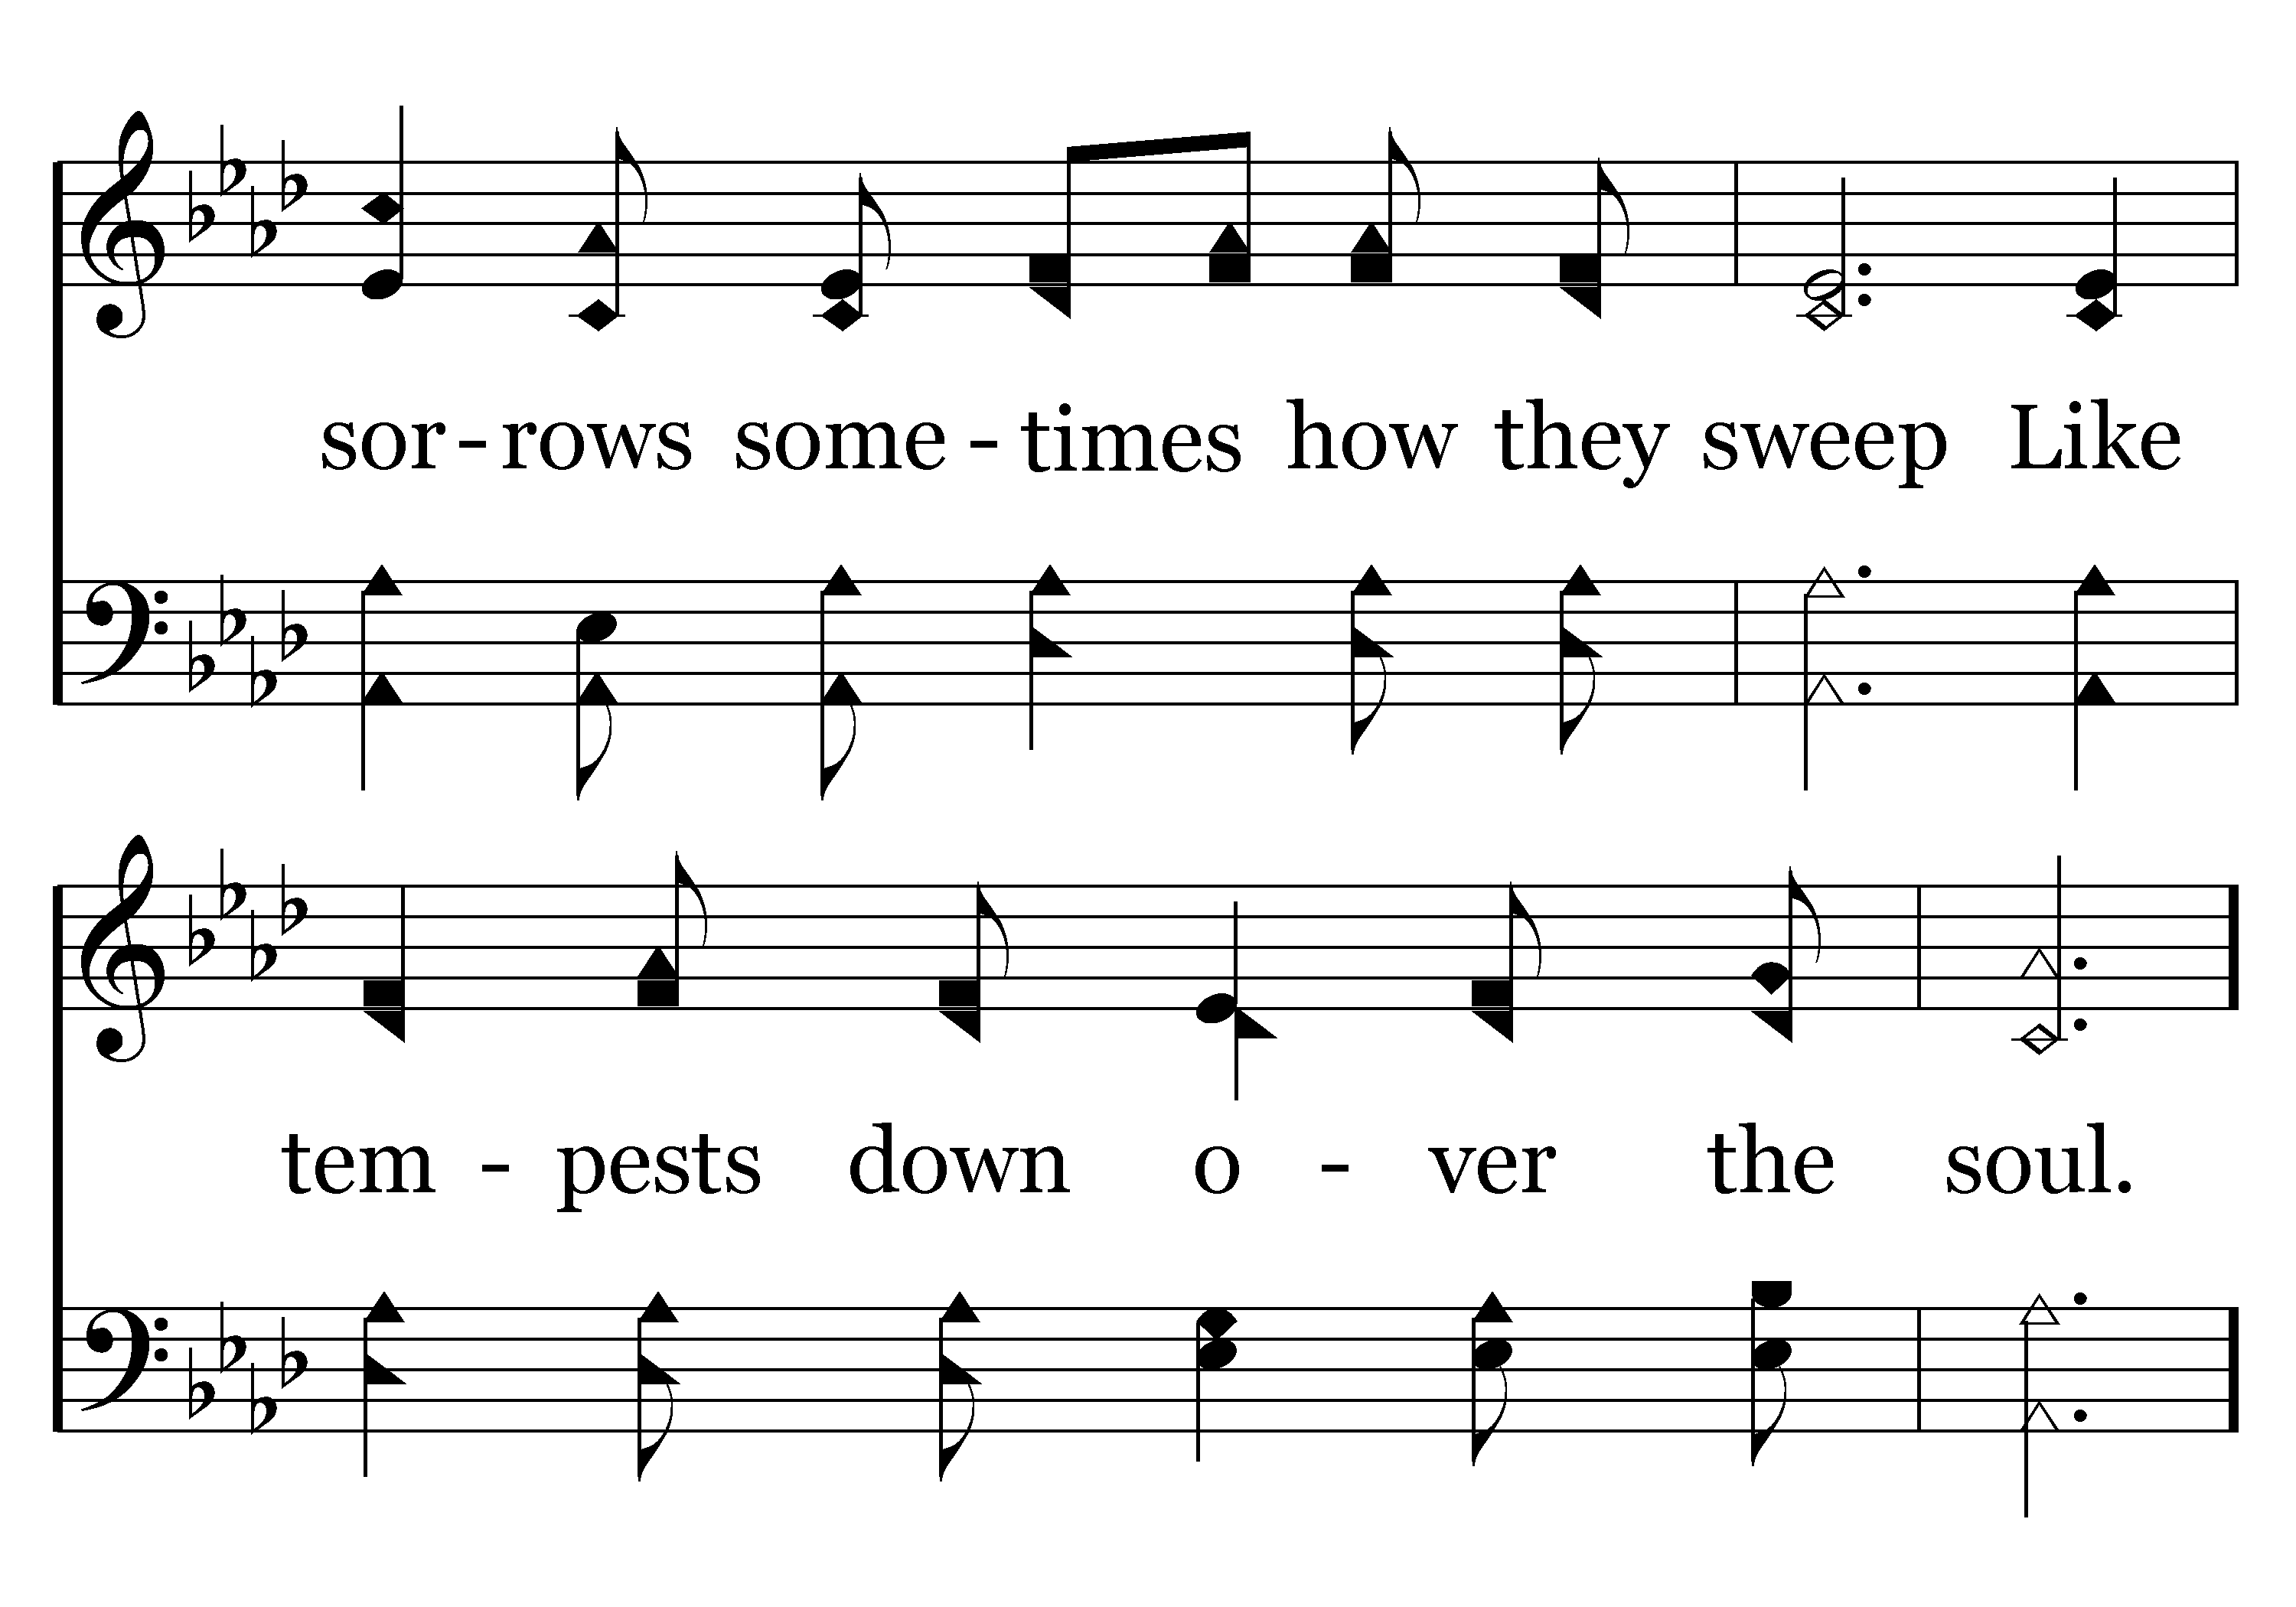 sor - rows some - times how they sweep Like
tem - pests down o - ver the soul.